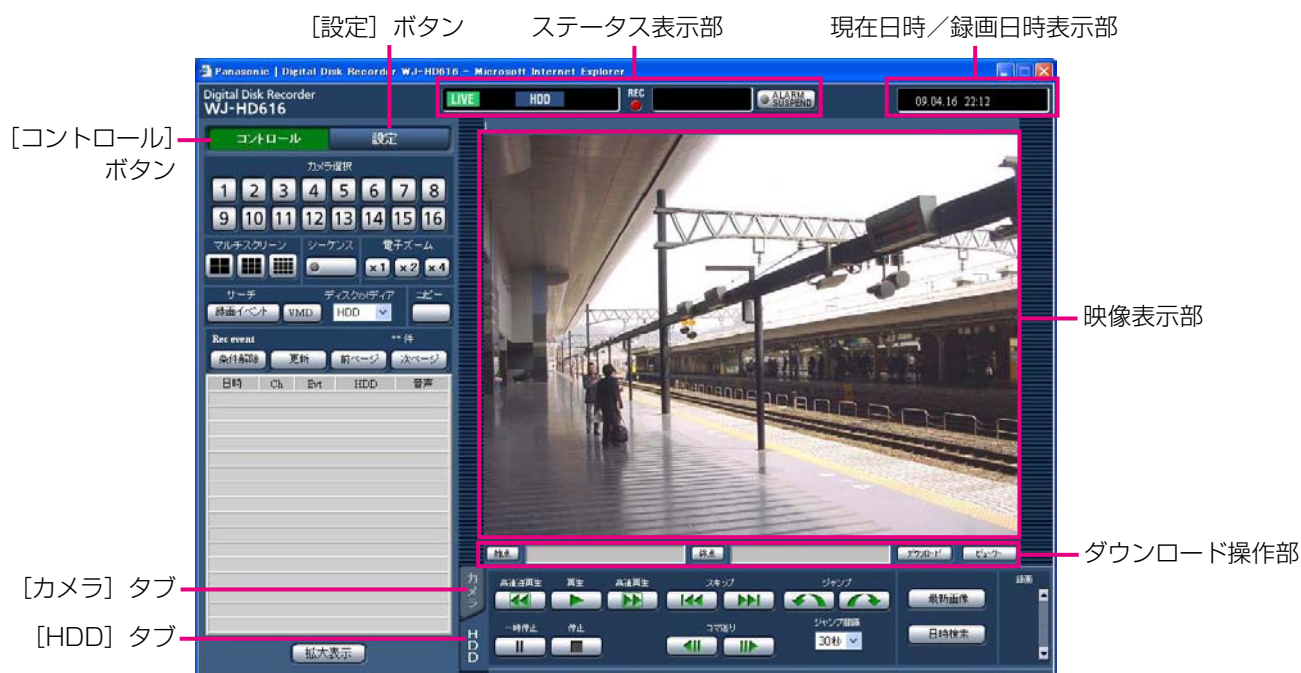 ［設定］ボタン
ステータス表示部
現在日時／録画日時表示部
Panasonic | Digital Disk Recorder WJ-HD616 - Microsoft Internet Explorer
Digital Disk Recorder
WJ-HD616
LIVE HDD REC ALARM SUSPEND
09.04.16 22:12
［コントロール］
ボタン
コントロール 設定
カメラ選択
1 2 3 4 5 6 7 8
9 10 11 12 13 14 15 16
マルチスクリーン シーケンス 電子ズーム
x1 x2 x4
サーチ ディスクメディア コピー
録画イベント VMD HDD
Rec event ** 件
条件解除 更新 前ページ 次ページ
日時 Ch Evt HDD 音声
拡大表示
映像表示部
始点 終点 ダウンロード ビューワー
ダウンロード操作部
［カメラ］タブ
［HDD］タブ
カメラ
HDD
高速逆再生 再生 高速再生 スキップ ジャンプ
一時停止 停止 コマ送り ジャンプ間隔
30秒
最新画像
日時検索
録画